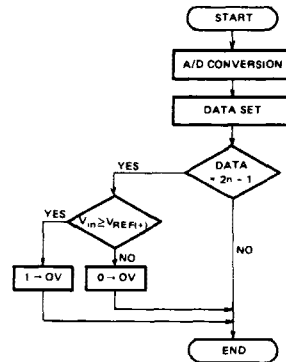 START
A/D CONVERSION
DATA SET
DATA
= 2n - 1
YES
NO
Vin ≥ VREF(+)
YES
NO
1 → OV
0 → OV
END